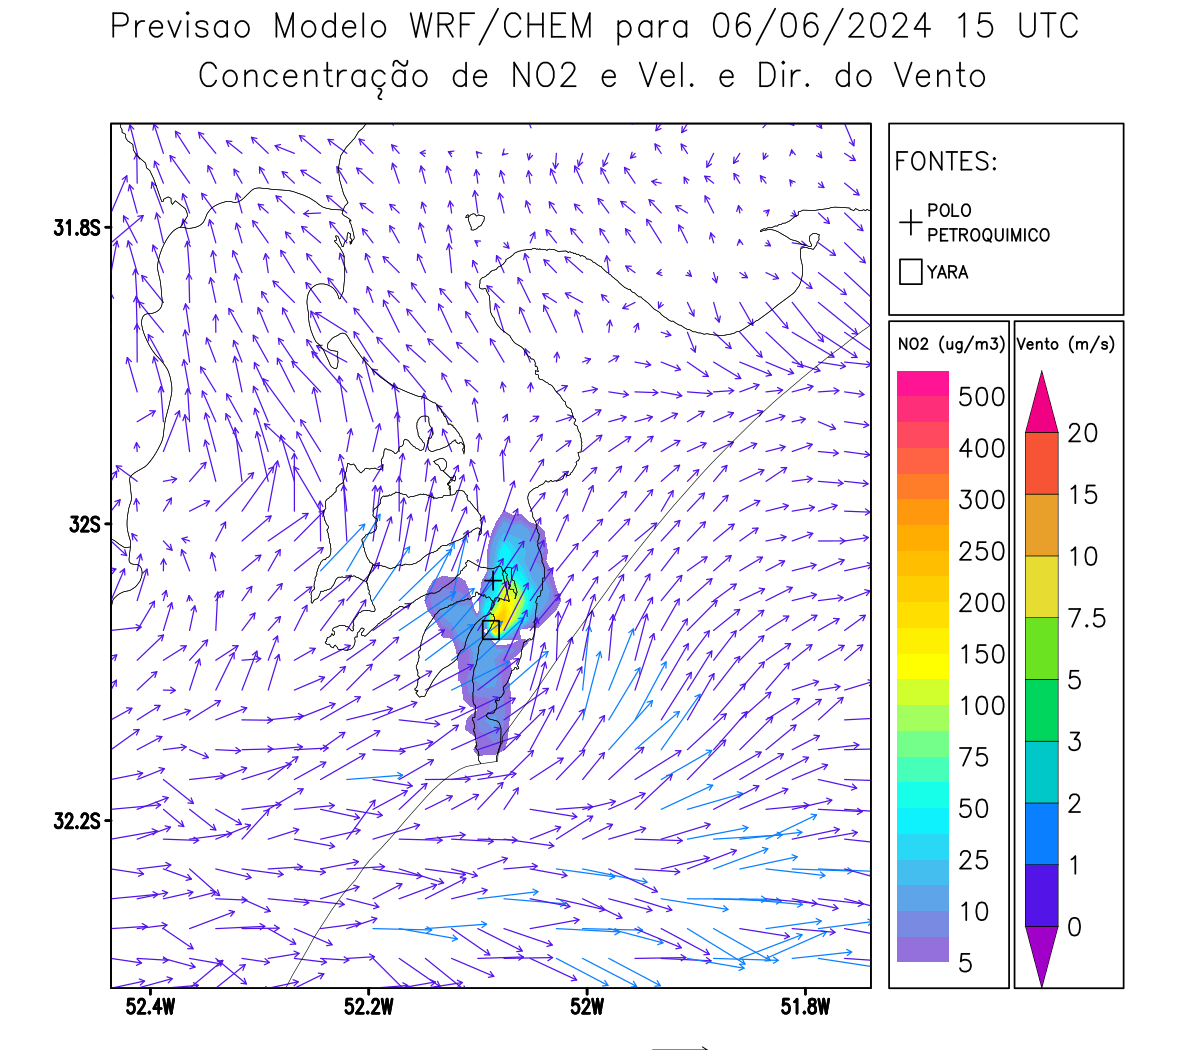 Previsao Modelo WRF/CHEM para 06/06/2024 15 UTC
Concentração de NO2 e Vel. e Dir. do Vento
FONTES:
POLO
PETROQUIMICO
YARA
31.8S
32S
32.2S
52.4W
52.2W
52W
51.8W
NO2 (ug/m3)
500
400
300
250
200
150
100
75
50
25
10
5
Vento (m/s)
20
15
10
7.5
5
3
2
1
0